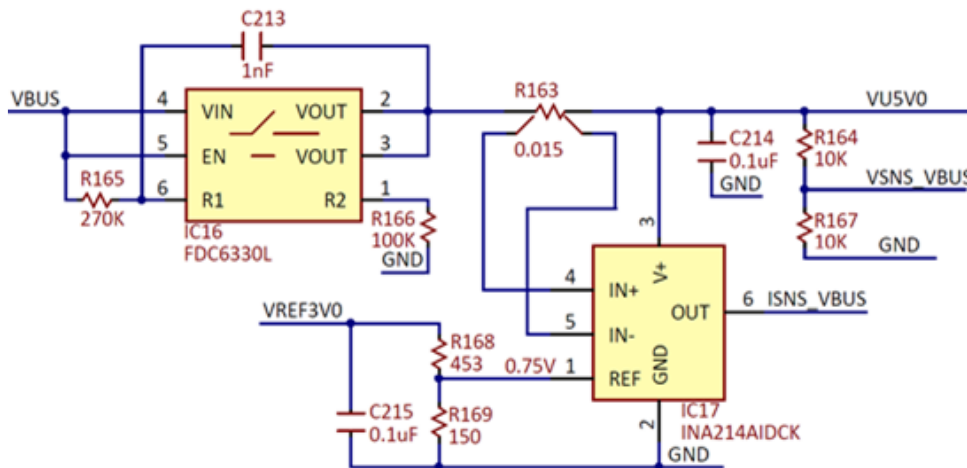 C213
1nF
VBUS
4
VIN
VOUT
2
R163
VU5V0
5
EN
VOUT
3
0.015
C214
0.1uF
GND
R164
10K
VSNS_VBUS
R165
270K
6
R1
R2
1
R166
100K
GND
IC16
FDC6330L
R167
10K
GND
3
V+
4
IN+
OUT
6
ISNS_VBUS
5
IN-
VREF3V0
R168
453
0.75V
1
REF
GND
C215
0.1uF
R169
150
2
IC17
INA214AIDCK
GND